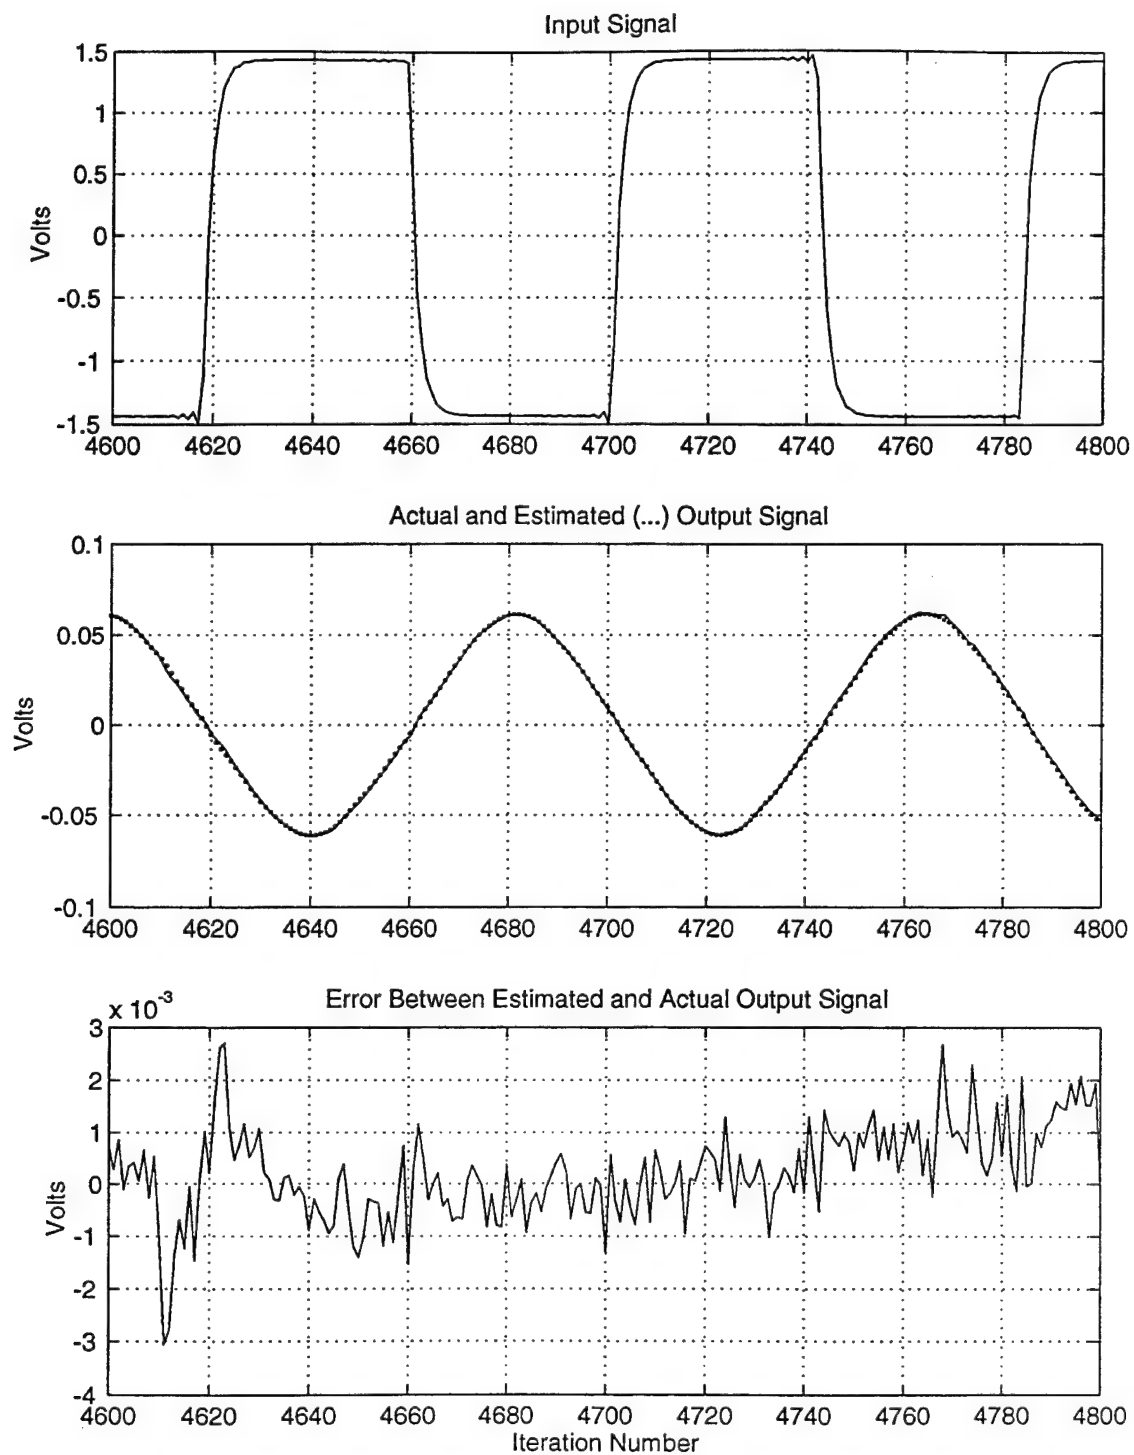 Input Signal
1.5
1
0.5
0
-0.5
-1
-1.5
Volts
4600 4620 4640 4660 4680 4700 4720 4740 4760 4780 4800
Actual and Estimated (...) Output Signal
0.1
0.05
0
-0.05
-0.1
Volts
4600 4620 4640 4660 4680 4700 4720 4740 4760 4780 4800
Error Between Estimated and Actual Output Signal
x 10-3
3
2
1
0
-1
-2
-3
-4
Volts
4600 4620 4640 4660 4680 4700 4720 4740 4760 4780 4800
Iteration Number